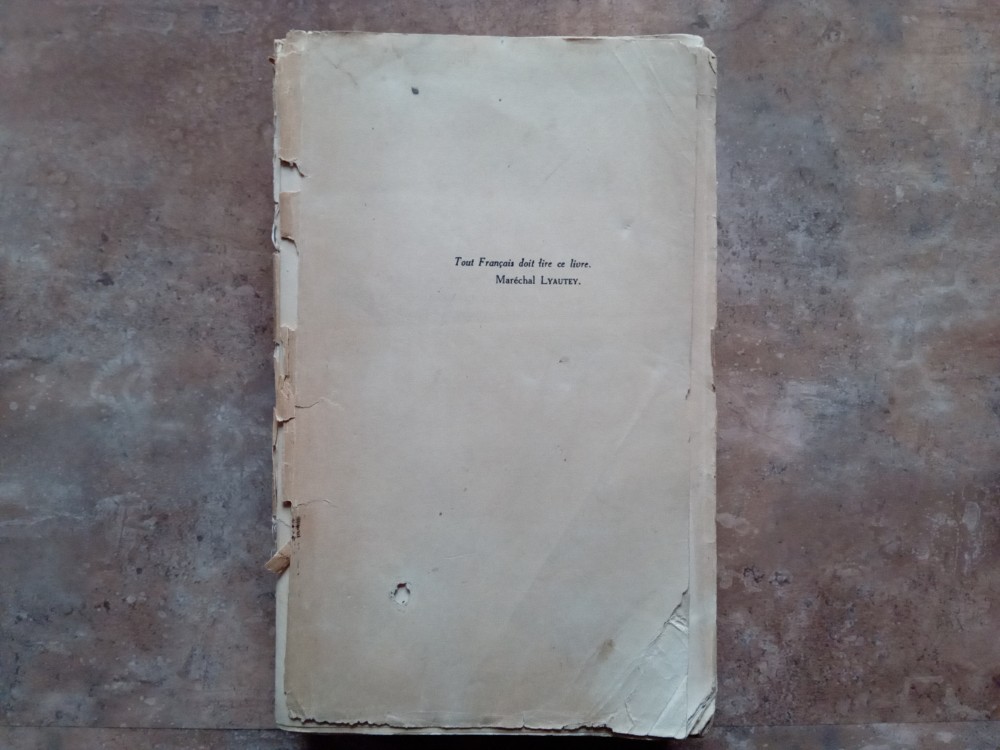 Tout Français doit lire ce livre.
Maréchal LYAUTEY.